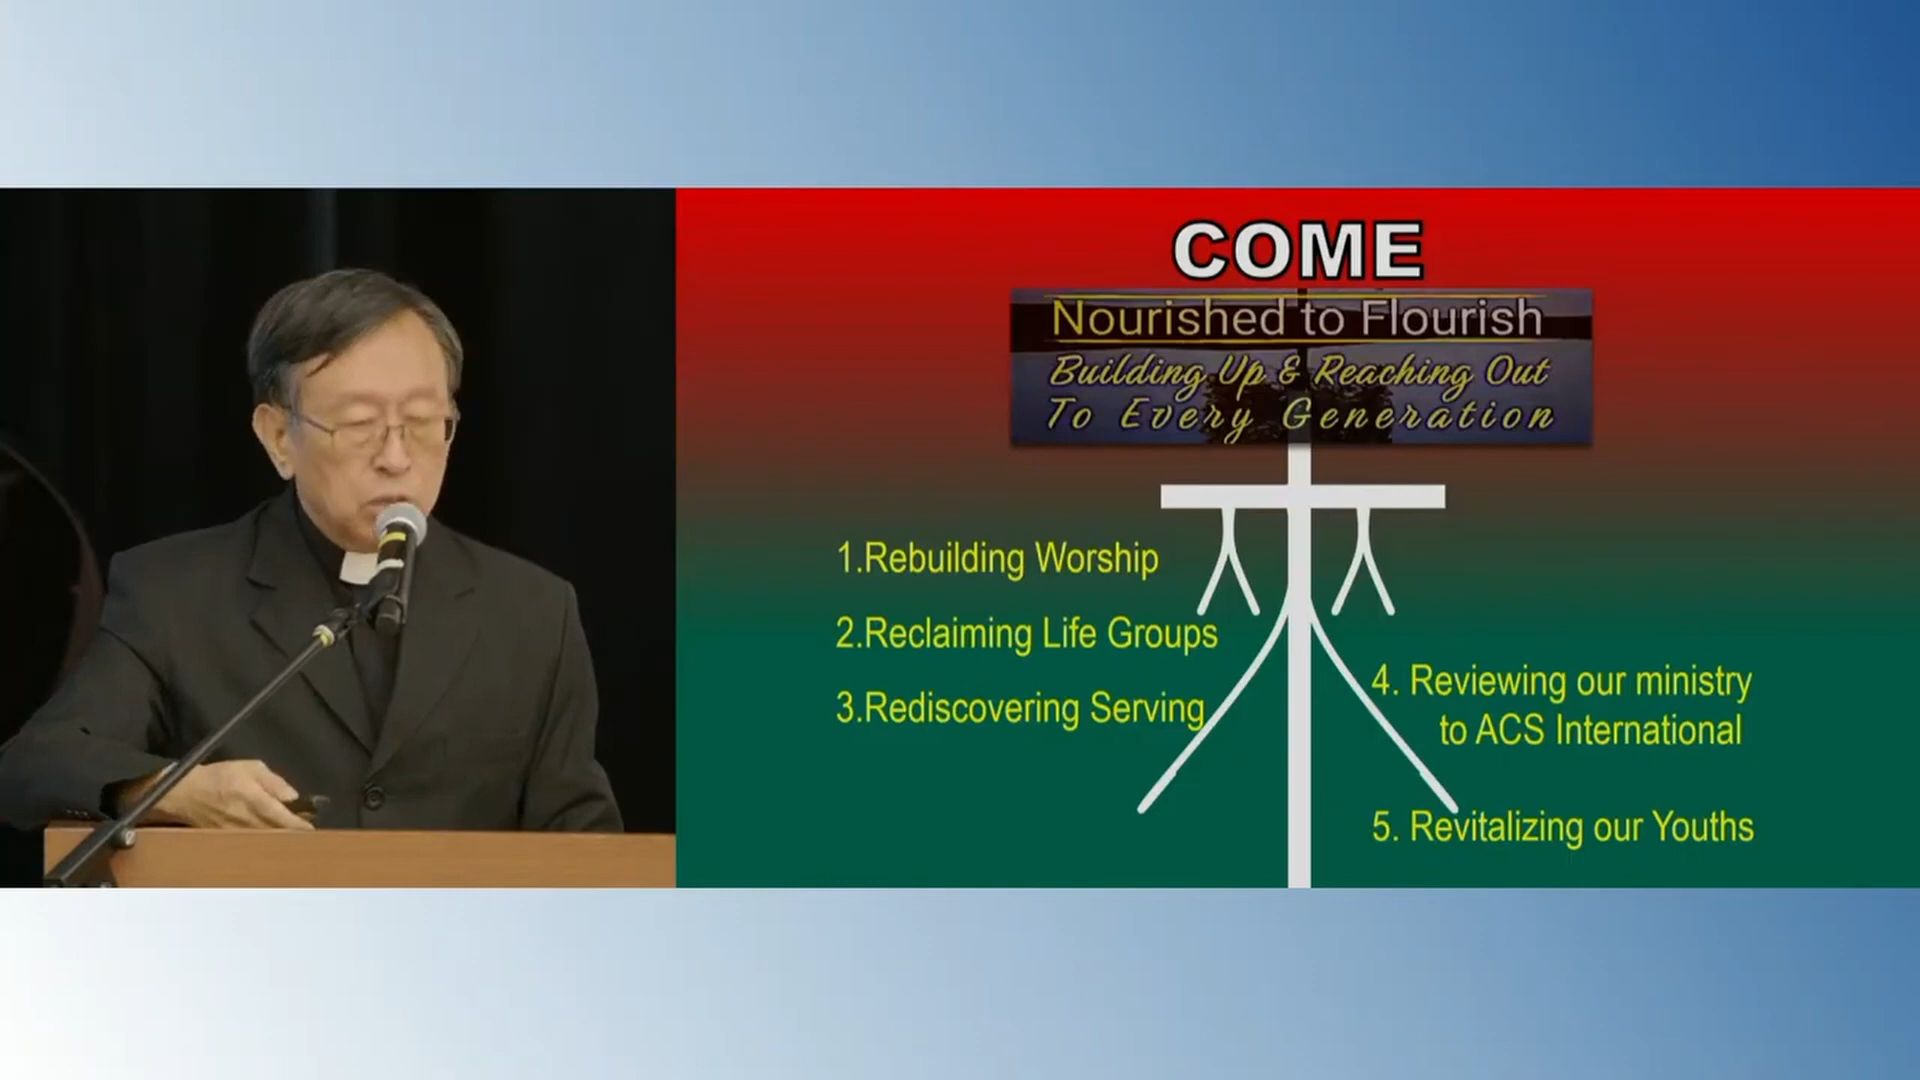 COME
Nourished to Flourish
Building Up & Reaching Out
To Every Generation
1.Rebuilding Worship
2.Reclaiming Life Groups
3.Rediscovering Serving
4. Reviewing our ministry
to ACS International
5. Revitalizing our Youths